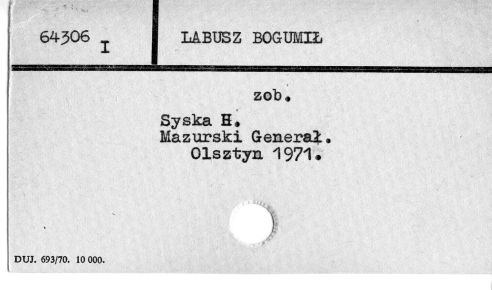 64306 I
LABUSZ BOGUMIŁ
zob.
Syska H.
Mazurski Generał.
Olsztyn 1971.
DUJ. 693/70. 10 000.